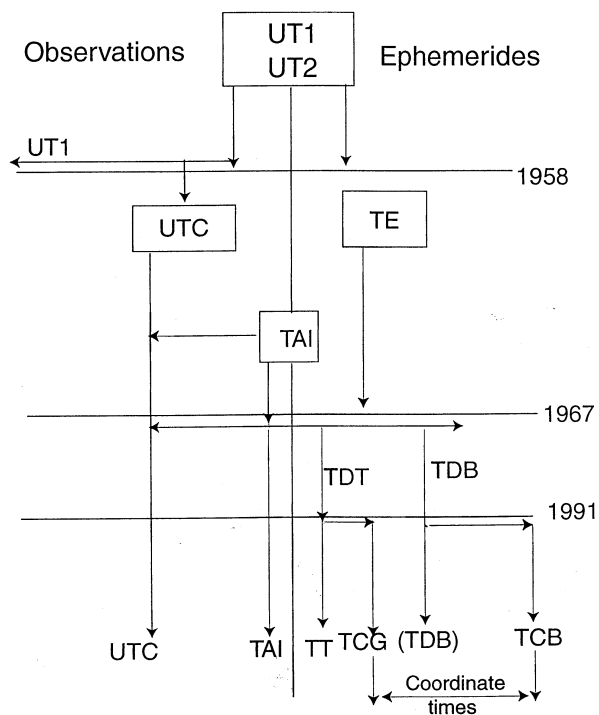 Observations
UT1
UT2
Ephemerides
UT1
1958
UTC
TE
TAI
1967
TDT
TDB
1991
UTC
TAI
TT
TCG
(TDB)
TCB
Coordinate
times